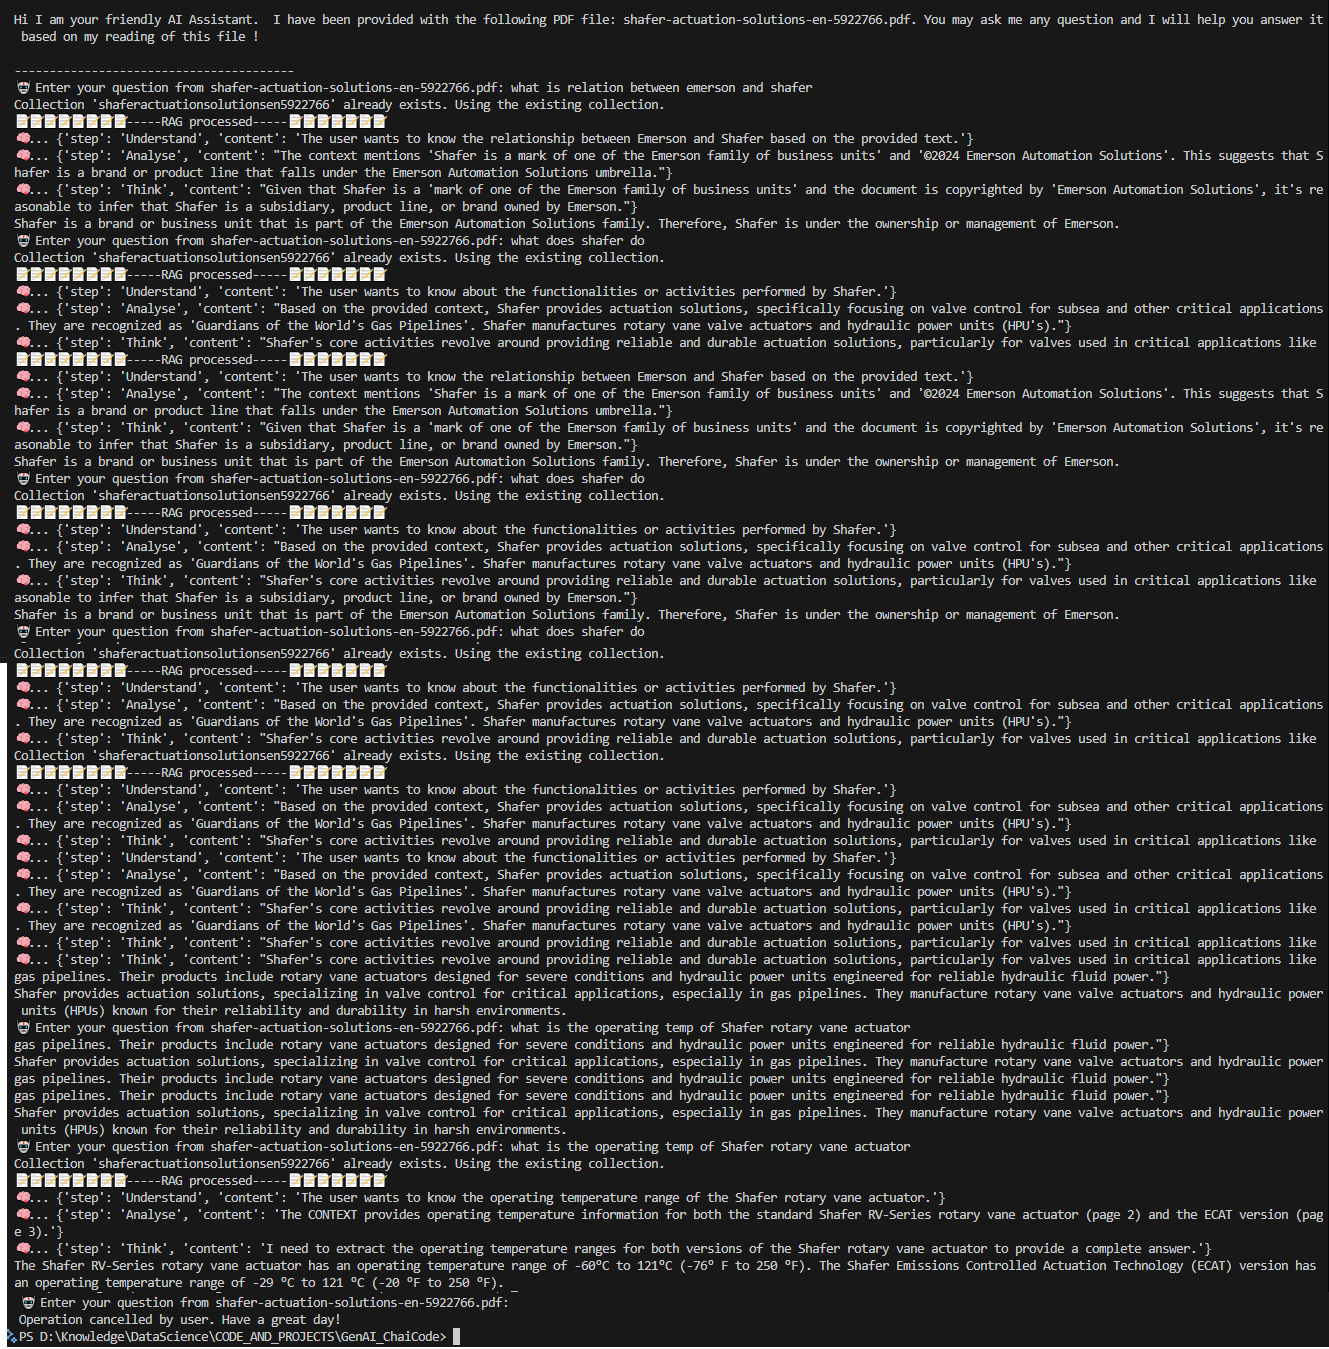 Hi I am your friendly AI Assistant.  I have been provided with the following PDF file: shafer-actuation-solutions-en-5922766.pdf. You may ask me any question and I will help you answer it
 based on my reading of this file !
----------------------------------------
Enter your question from shafer-actuation-solutions-en-5922766.pdf: what is relation between emerson and shafer
Collection 'shaferactuationsolutionsen5922766' already exists. Using the existing collection.
-----RAG processed-----
... {'step': 'Understand', 'content': 'The user wants to know the relationship between Emerson and Shafer based on the provided text.'}
... {'step': 'Analyse', 'content': "The context mentions 'Shafer is a mark of one of the Emerson family of business units' and '©2024 Emerson Automation Solutions'. This suggests that S
hafer is a brand or product line that falls under the Emerson Automation Solutions umbrella."}
... {'step': 'Think', 'content': "Given that Shafer is a 'mark of one of the Emerson family of business units' and the document is copyrighted by 'Emerson Automation Solutions', it's re
asonable to infer that Shafer is a subsidiary, product line, or brand owned by Emerson."}
Shafer is a brand or business unit that is part of the Emerson Automation Solutions family. Therefore, Shafer is under the ownership or management of Emerson.
Enter your question from shafer-actuation-solutions-en-5922766.pdf: what does shafer do
Collection 'shaferactuationsolutionsen5922766' already exists. Using the existing collection.
-----RAG processed-----
... {'step': 'Understand', 'content': 'The user wants to know about the functionalities or activities performed by Shafer.'}
... {'step': 'Analyse', 'content': "Based on the provided context, Shafer provides actuation solutions, specifically focusing on valve control for subsea and other critical applications
. They are recognized as 'Guardians of the World's Gas Pipelines'. Shafer manufactures rotary vane valve actuators and hydraulic power units (HPU's)."}
... {'step': 'Think', 'content': "Shafer's core activities revolve around providing reliable and durable actuation solutions, particularly for valves used in critical applications like
-----RAG processed-----
... {'step': 'Understand', 'content': 'The user wants to know the relationship between Emerson and Shafer based on the provided text.'}
... {'step': 'Analyse', 'content': "The context mentions 'Shafer is a mark of one of the Emerson family of business units' and '©2024 Emerson Automation Solutions'. This suggests that S
hafer is a brand or product line that falls under the Emerson Automation Solutions umbrella."}
... {'step': 'Think', 'content': "Given that Shafer is a 'mark of one of the Emerson family of business units' and the document is copyrighted by 'Emerson Automation Solutions', it's re
asonable to infer that Shafer is a subsidiary, product line, or brand owned by Emerson."}
Shafer is a brand or business unit that is part of the Emerson Automation Solutions family. Therefore, Shafer is under the ownership or management of Emerson.
Enter your question from shafer-actuation-solutions-en-5922766.pdf: what does shafer do
Collection 'shaferactuationsolutionsen5922766' already exists. Using the existing collection.
-----RAG processed-----
... {'step': 'Understand', 'content': 'The user wants to know about the functionalities or activities performed by Shafer.'}
... {'step': 'Analyse', 'content': "Based on the provided context, Shafer provides actuation solutions, specifically focusing on valve control for subsea and other critical applications
. They are recognized as 'Guardians of the World's Gas Pipelines'. Shafer manufactures rotary vane valve actuators and hydraulic power units (HPU's)."}
... {'step': 'Think', 'content': "Shafer's core activities revolve around providing reliable and durable actuation solutions, particularly for valves used in critical applications like
asonable to infer that Shafer is a subsidiary, product line, or brand owned by Emerson."}
Shafer is a brand or business unit that is part of the Emerson Automation Solutions family. Therefore, Shafer is under the ownership or management of Emerson.
Enter your question from shafer-actuation-solutions-en-5922766.pdf: what does shafer do
Collection 'shaferactuationsolutionsen5922766' already exists. Using the existing collection.
-----RAG processed-----
... {'step': 'Understand', 'content': 'The user wants to know about the functionalities or activities performed by Shafer.'}
... {'step': 'Analyse', 'content': "Based on the provided context, Shafer provides actuation solutions, specifically focusing on valve control for subsea and other critical applications
. They are recognized as 'Guardians of the World's Gas Pipelines'. Shafer manufactures rotary vane valve actuators and hydraulic power units (HPU's)."}
... {'step': 'Think', 'content': "Shafer's core activities revolve around providing reliable and durable actuation solutions, particularly for valves used in critical applications like
Collection 'shaferactuationsolutionsen5922766' already exists. Using the existing collection.
-----RAG processed-----
... {'step': 'Understand', 'content': 'The user wants to know about the functionalities or activities performed by Shafer.'}
... {'step': 'Analyse', 'content': "Based on the provided context, Shafer provides actuation solutions, specifically focusing on valve control for subsea and other critical applications
. They are recognized as 'Guardians of the World's Gas Pipelines'. Shafer manufactures rotary vane valve actuators and hydraulic power units (HPU's)."}
... {'step': 'Think', 'content': "Shafer's core activities revolve around providing reliable and durable actuation solutions, particularly for valves used in critical applications like
... {'step': 'Understand', 'content': 'The user wants to know about the functionalities or activities performed by Shafer.'}
... {'step': 'Analyse', 'content': "Based on the provided context, Shafer provides actuation solutions, specifically focusing on valve control for subsea and other critical applications
. They are recognized as 'Guardians of the World's Gas Pipelines'. Shafer manufactures rotary vane valve actuators and hydraulic power units (HPU's)."}
... {'step': 'Think', 'content': "Shafer's core activities revolve around providing reliable and durable actuation solutions, particularly for valves used in critical applications like
. They are recognized as 'Guardians of the World's Gas Pipelines'. Shafer manufactures rotary vane valve actuators and hydraulic power units (HPU's)."}
... {'step': 'Think', 'content': "Shafer's core activities revolve around providing reliable and durable actuation solutions, particularly for valves used in critical applications like
... {'step': 'Think', 'content': "Shafer's core activities revolve around providing reliable and durable actuation solutions, particularly for valves used in critical applications like
gas pipelines. Their products include rotary vane actuators designed for severe conditions and hydraulic power units engineered for reliable hydraulic fluid power."}
Shafer provides actuation solutions, specializing in valve control for critical applications, especially in gas pipelines. They manufacture rotary vane valve actuators and hydraulic power
 units (HPUs) known for their reliability and durability in harsh environments.
Enter your question from shafer-actuation-solutions-en-5922766.pdf: what is the operating temp of Shafer rotary vane actuator
gas pipelines. Their products include rotary vane actuators designed for severe conditions and hydraulic power units engineered for reliable hydraulic fluid power."}
Shafer provides actuation solutions, specializing in valve control for critical applications, especially in gas pipelines. They manufacture rotary vane valve actuators and hydraulic power
gas pipelines. Their products include rotary vane actuators designed for severe conditions and hydraulic power units engineered for reliable hydraulic fluid power."}
gas pipelines. Their products include rotary vane actuators designed for severe conditions and hydraulic power units engineered for reliable hydraulic fluid power."}
Shafer provides actuation solutions, specializing in valve control for critical applications, especially in gas pipelines. They manufacture rotary vane valve actuators and hydraulic power
 units (HPUs) known for their reliability and durability in harsh environments.
Enter your question from shafer-actuation-solutions-en-5922766.pdf: what is the operating temp of Shafer rotary vane actuator
Collection 'shaferactuationsolutionsen5922766' already exists. Using the existing collection.
-----RAG processed-----
... {'step': 'Understand', 'content': 'The user wants to know the operating temperature range of the Shafer rotary vane actuator.'}
... {'step': 'Analyse', 'content': 'The CONTEXT provides operating temperature information for both the standard Shafer RV-Series rotary vane actuator (page 2) and the ECAT version (pag
e 3).'}
... {'step': 'Think', 'content': 'I need to extract the operating temperature ranges for both versions of the Shafer rotary vane actuator to provide a complete answer.'}
The Shafer RV-Series rotary vane actuator has an operating temperature range of -60ºC to 121ºC (-76º F to 250 ºF). The Shafer Emissions Controlled Actuation Technology (ECAT) version has
an operating temperature range of -29 ºC to 121 ºC (-20 ºF to 250 ºF).
Enter your question from shafer-actuation-solutions-en-5922766.pdf:
Operation cancelled by user. Have a great day!
PS D:\Knowledge\DataScience\CODE_AND_PROJECTS\GenAI_ChaiCode>